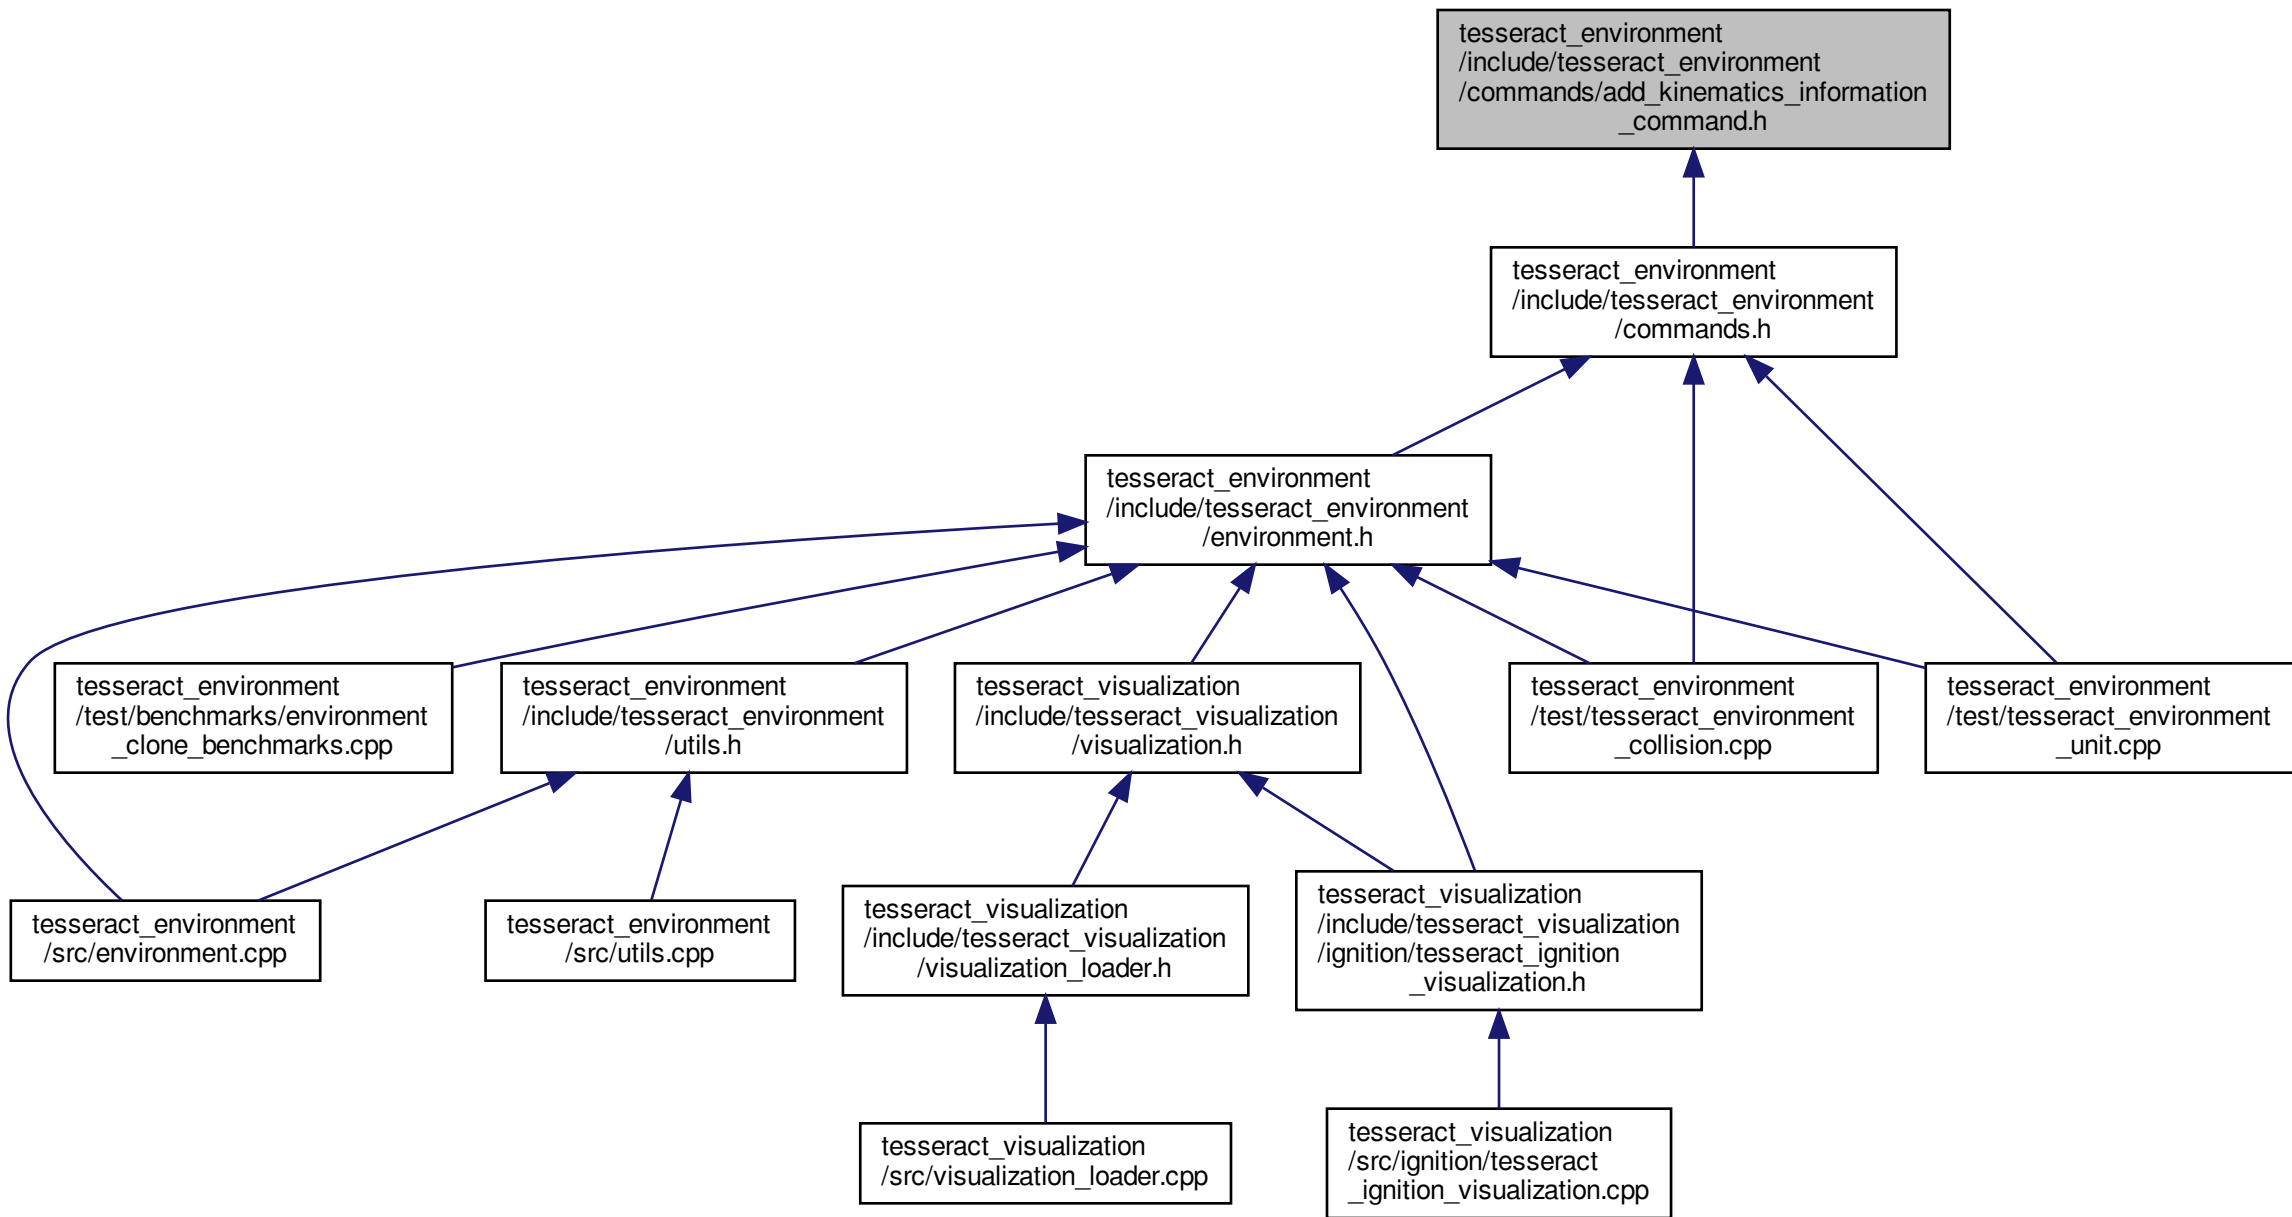 tesseract_environment
/include/tesseract_environment
/commands/add_kinematics_information
_command.h
tesseract_environment
/include/tesseract_environment
/commands.h
tesseract_environment
/include/tesseract_environment
/environment.h
tesseract_environment
/test/benchmarks/environment
_clone_benchmarks.cpp
tesseract_environment
/include/tesseract_environment
/utils.h
tesseract_visualization
/include/tesseract_visualization
/visualization.h
tesseract_environment
/test/tesseract_environment
_collision.cpp
tesseract_environment
/test/tesseract_environment
_unit.cpp
tesseract_environment
/src/environment.cpp
tesseract_environment
/src/utils.cpp
tesseract_visualization
/include/tesseract_visualization
/visualization_loader.h
tesseract_visualization
/include/tesseract_visualization
/ignition/tesseract_ignition
_visualization.h
tesseract_visualization
/src/visualization_loader.cpp
tesseract_visualization
/src/ignition/tesseract
_ignition_visualization.cpp